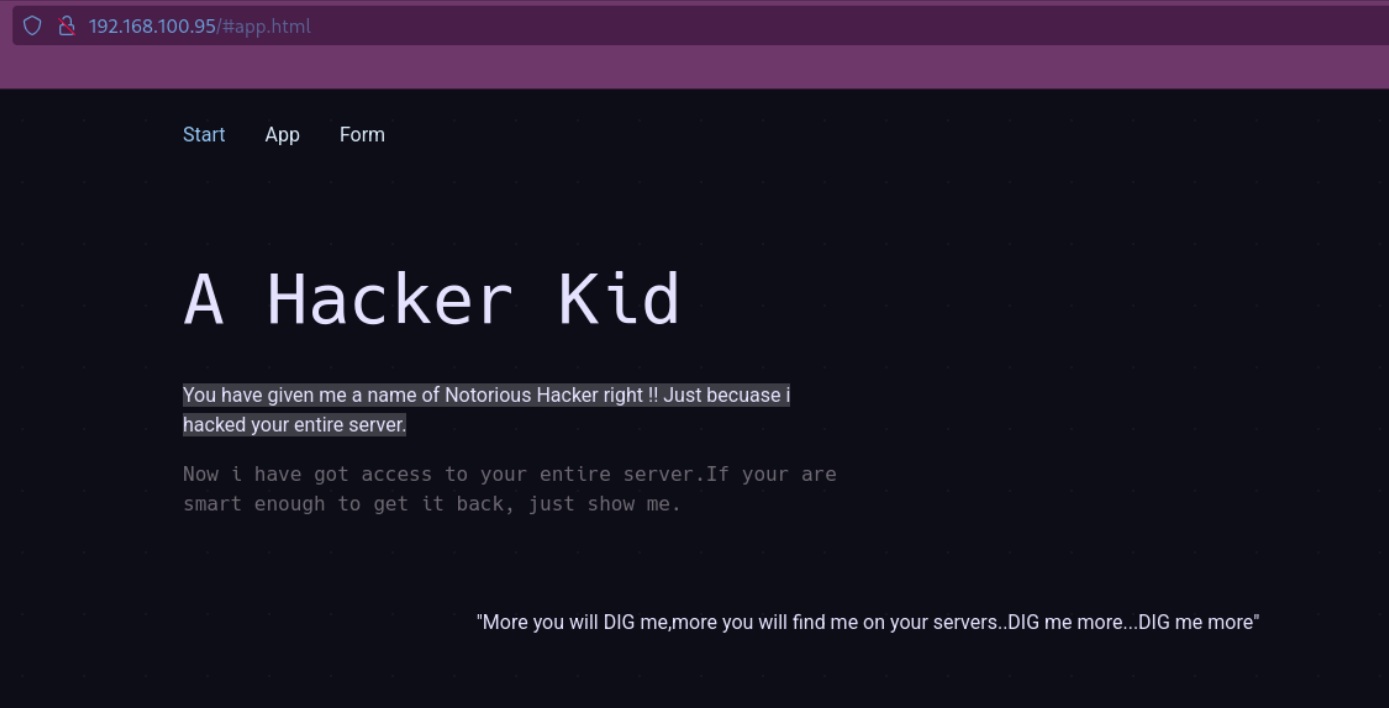 192.168.100.95/#app.html
Start App Form
A Hacker Kid
You have given me a name of Notorious Hacker right !! Just becuase i
hacked your entire server.
Now i have got access to your entire server.If your are
smart enough to get it back, just show me.
"More you will DIG me,more you will find me on your servers..DIG me more...DIG me more"